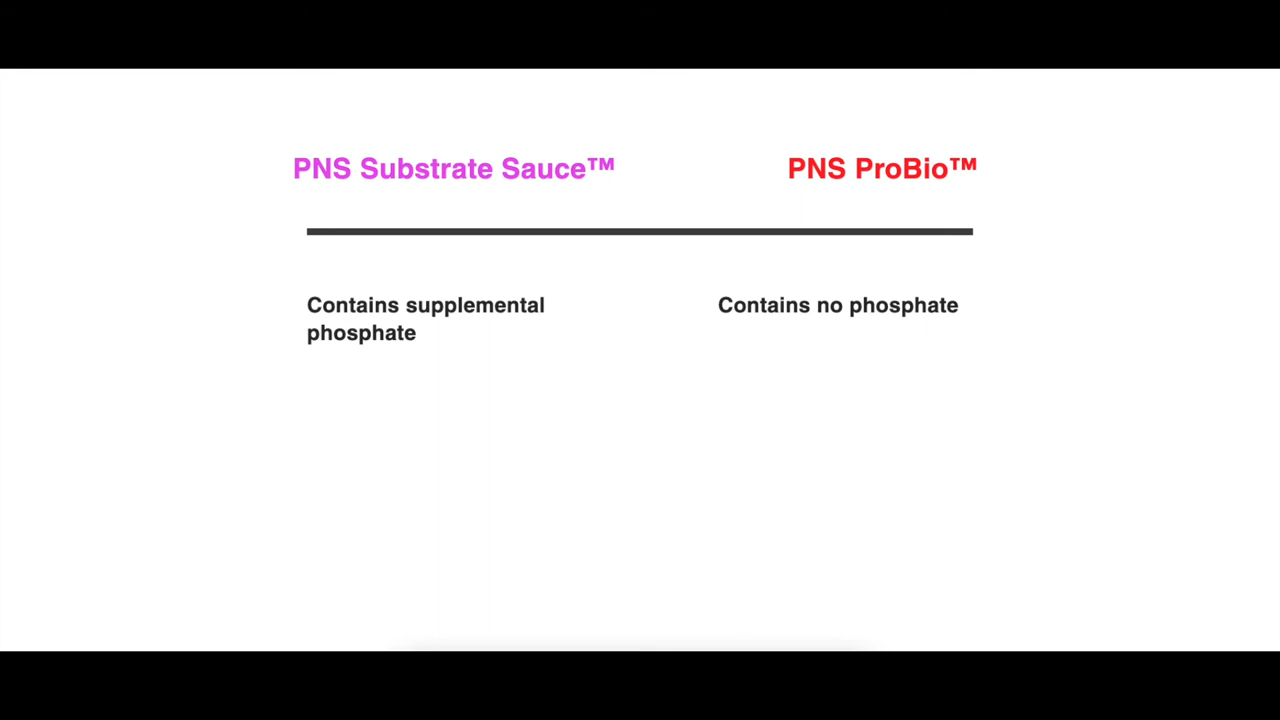 PNS Substrate Sauce™
PNS ProBio™
Contains supplemental
phosphate
Contains no phosphate